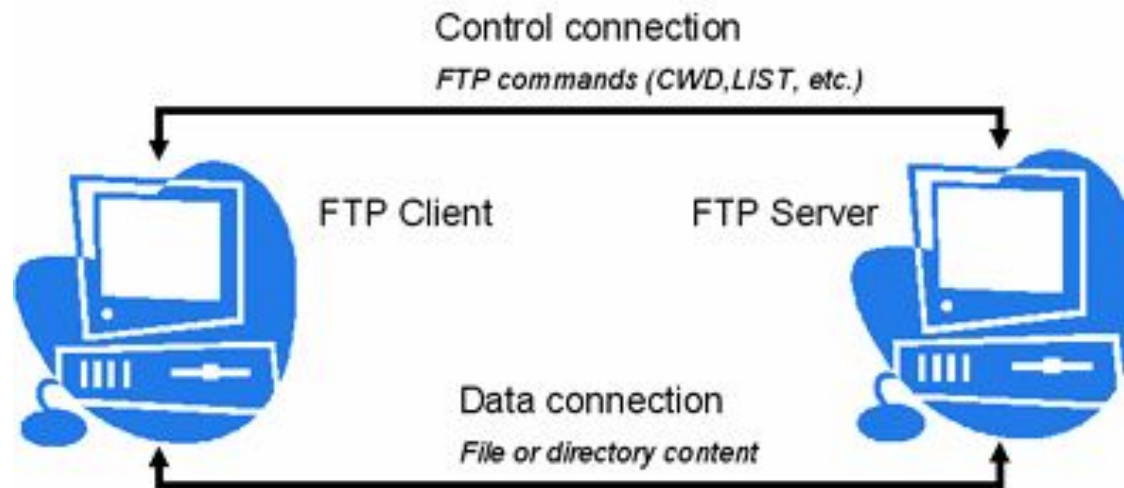 Control connection
FTP commands (CWD,LIST, etc.)
FTP Client
FTP Server
Data connection
File or directory content